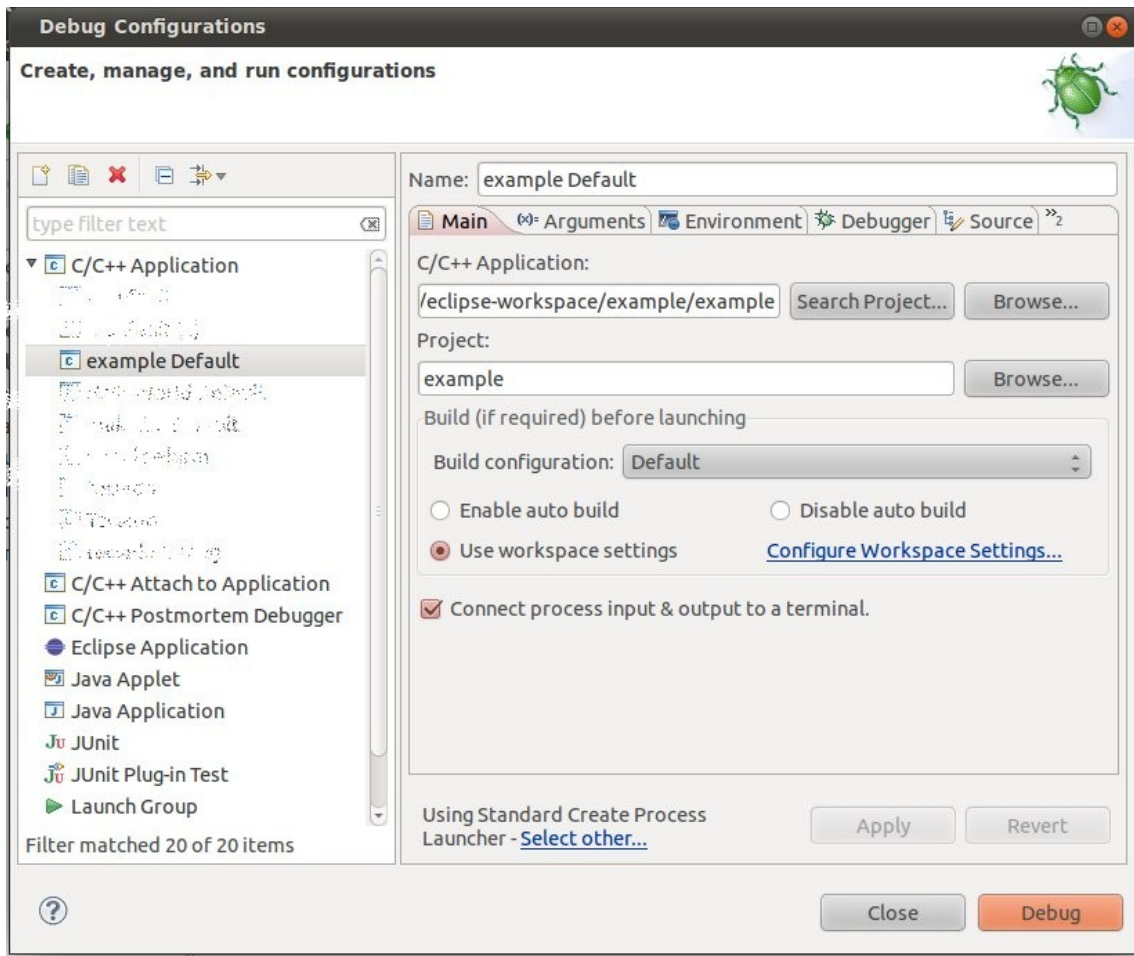 Debug Configurations
Create, manage, and run configurations
Name: example Default
type filter text
Main (x)= Arguments Environment Debugger Source »2
C/C++ Application
C/C++ Application:
/eclipse-workspace/example/example Search Project... Browse...
Project:
example Default
example Browse...
Build (if required) before launching
Build configuration: Default
Enable auto build Disable auto build
Use workspace settings Configure Workspace Settings...
C/C++ Attach to Application
C/C++ Postmortem Debugger
Connect process input & output to a terminal.
Eclipse Application
Java Applet
Java Application
JUnit
JUnit Plug-in Test
Launch Group
Filter matched 20 of 20 items
Using Standard Create Process
Launcher - Select other...
Apply Revert
Close Debug